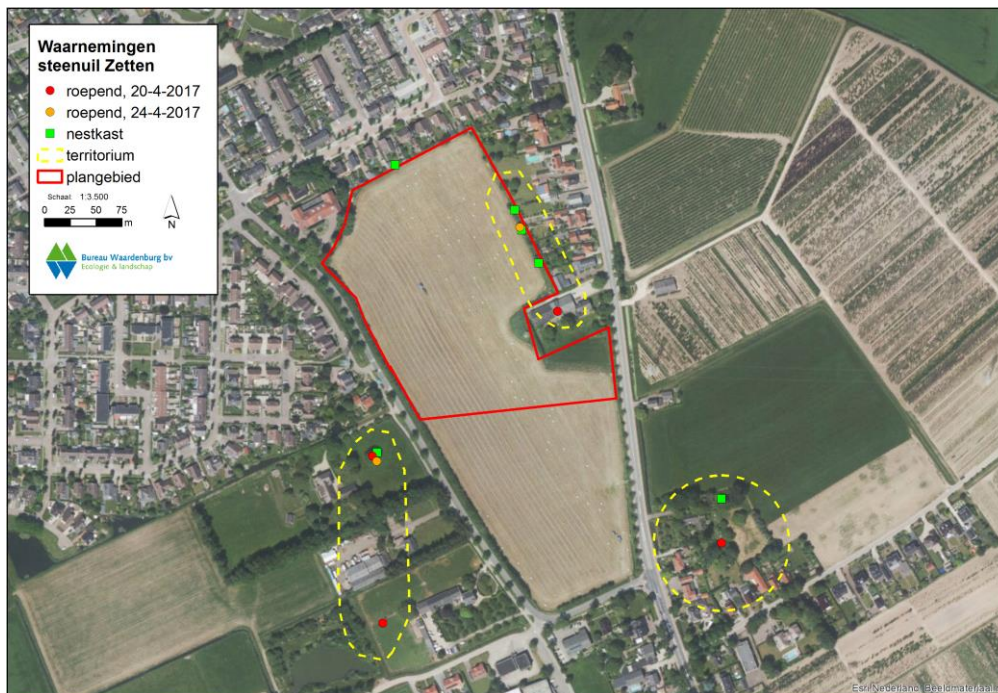 Waarnemingen
steenuil Zetten
roepend, 20-4-2017
roepend, 24-4-2017
nestkast
territorium
plangebied
Schaal: 1:3.500
0 25 50 75
m
N
Bureau Waardenburg bv
Ecologie & landschap
Esri Nederland, Beeldmateriaal